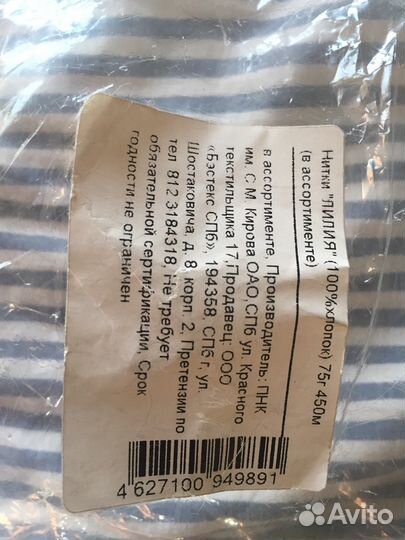 Нитки "ЛИЛИЯ"(100%хлопок) 75г 450м
(в ассортименте)
в ассортименте, Производитель: ПНК
им. С.М. Кирова ОАО,СПб ул. Красного
текстильщика 17,Продавец: ООО
«Бэстекс СПб», 194358, СПб г. ул.
Шостаковича, д. 8, корп. 2, Претензии по
тел 812 3184318, Не требует
обязательной сертификации, Срок
годности не ограничен
4 627100 949891
Avito